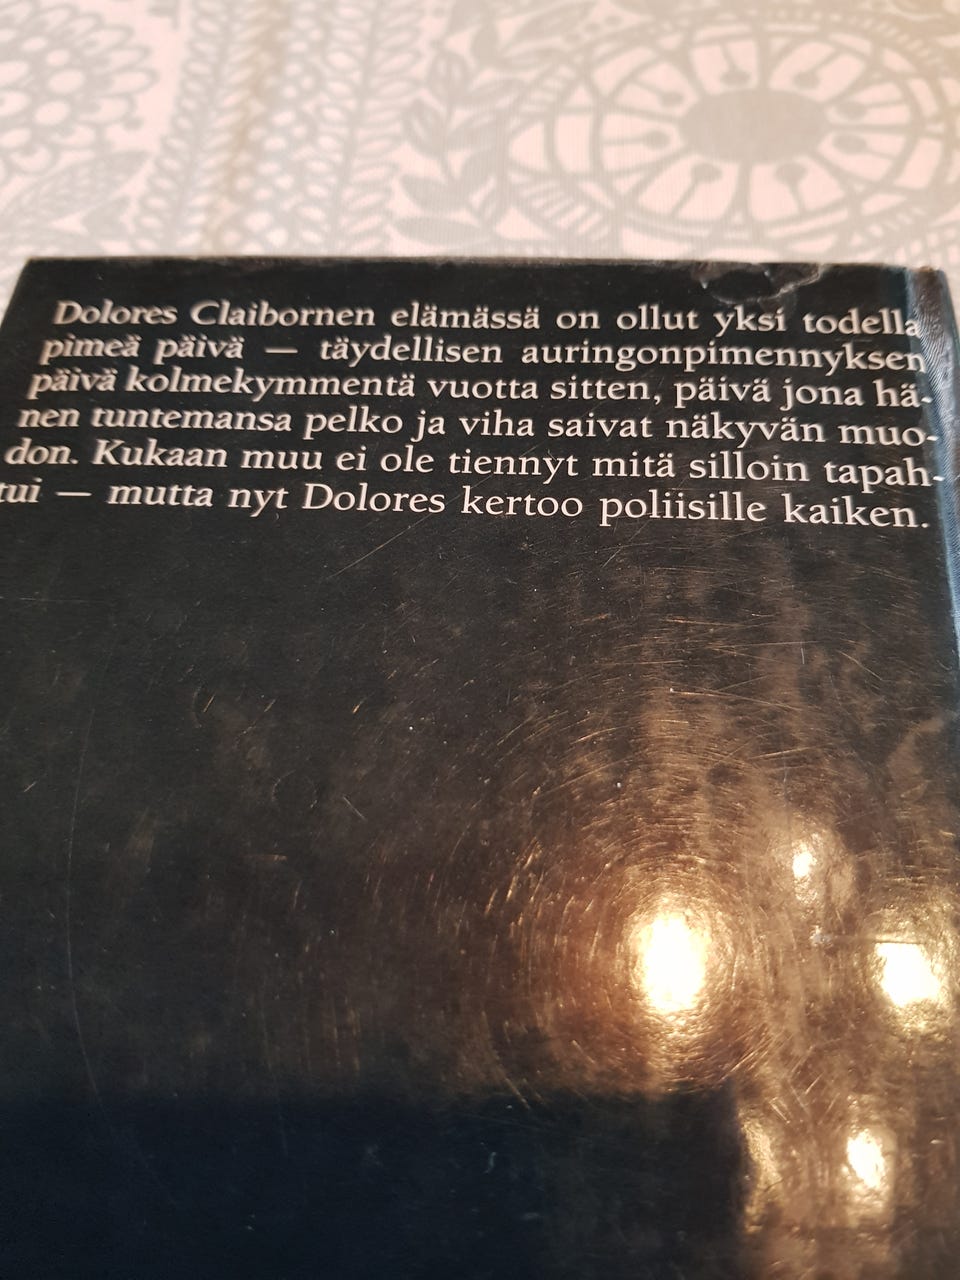 Dolores Claibornen elämässä on ollut yksi todella
pimeä päivä — täydellisen auringonpimennyksen
päivä kolmekymmentä vuotta sitten, päivä jona hä-
nen tuntemansa pelko ja viha saivat näkyvän muo-
don. Kukaan muu ei ole tiennyt mitä silloin tapah-
tui — mutta nyt Dolores kertoo poliisille kaiken.